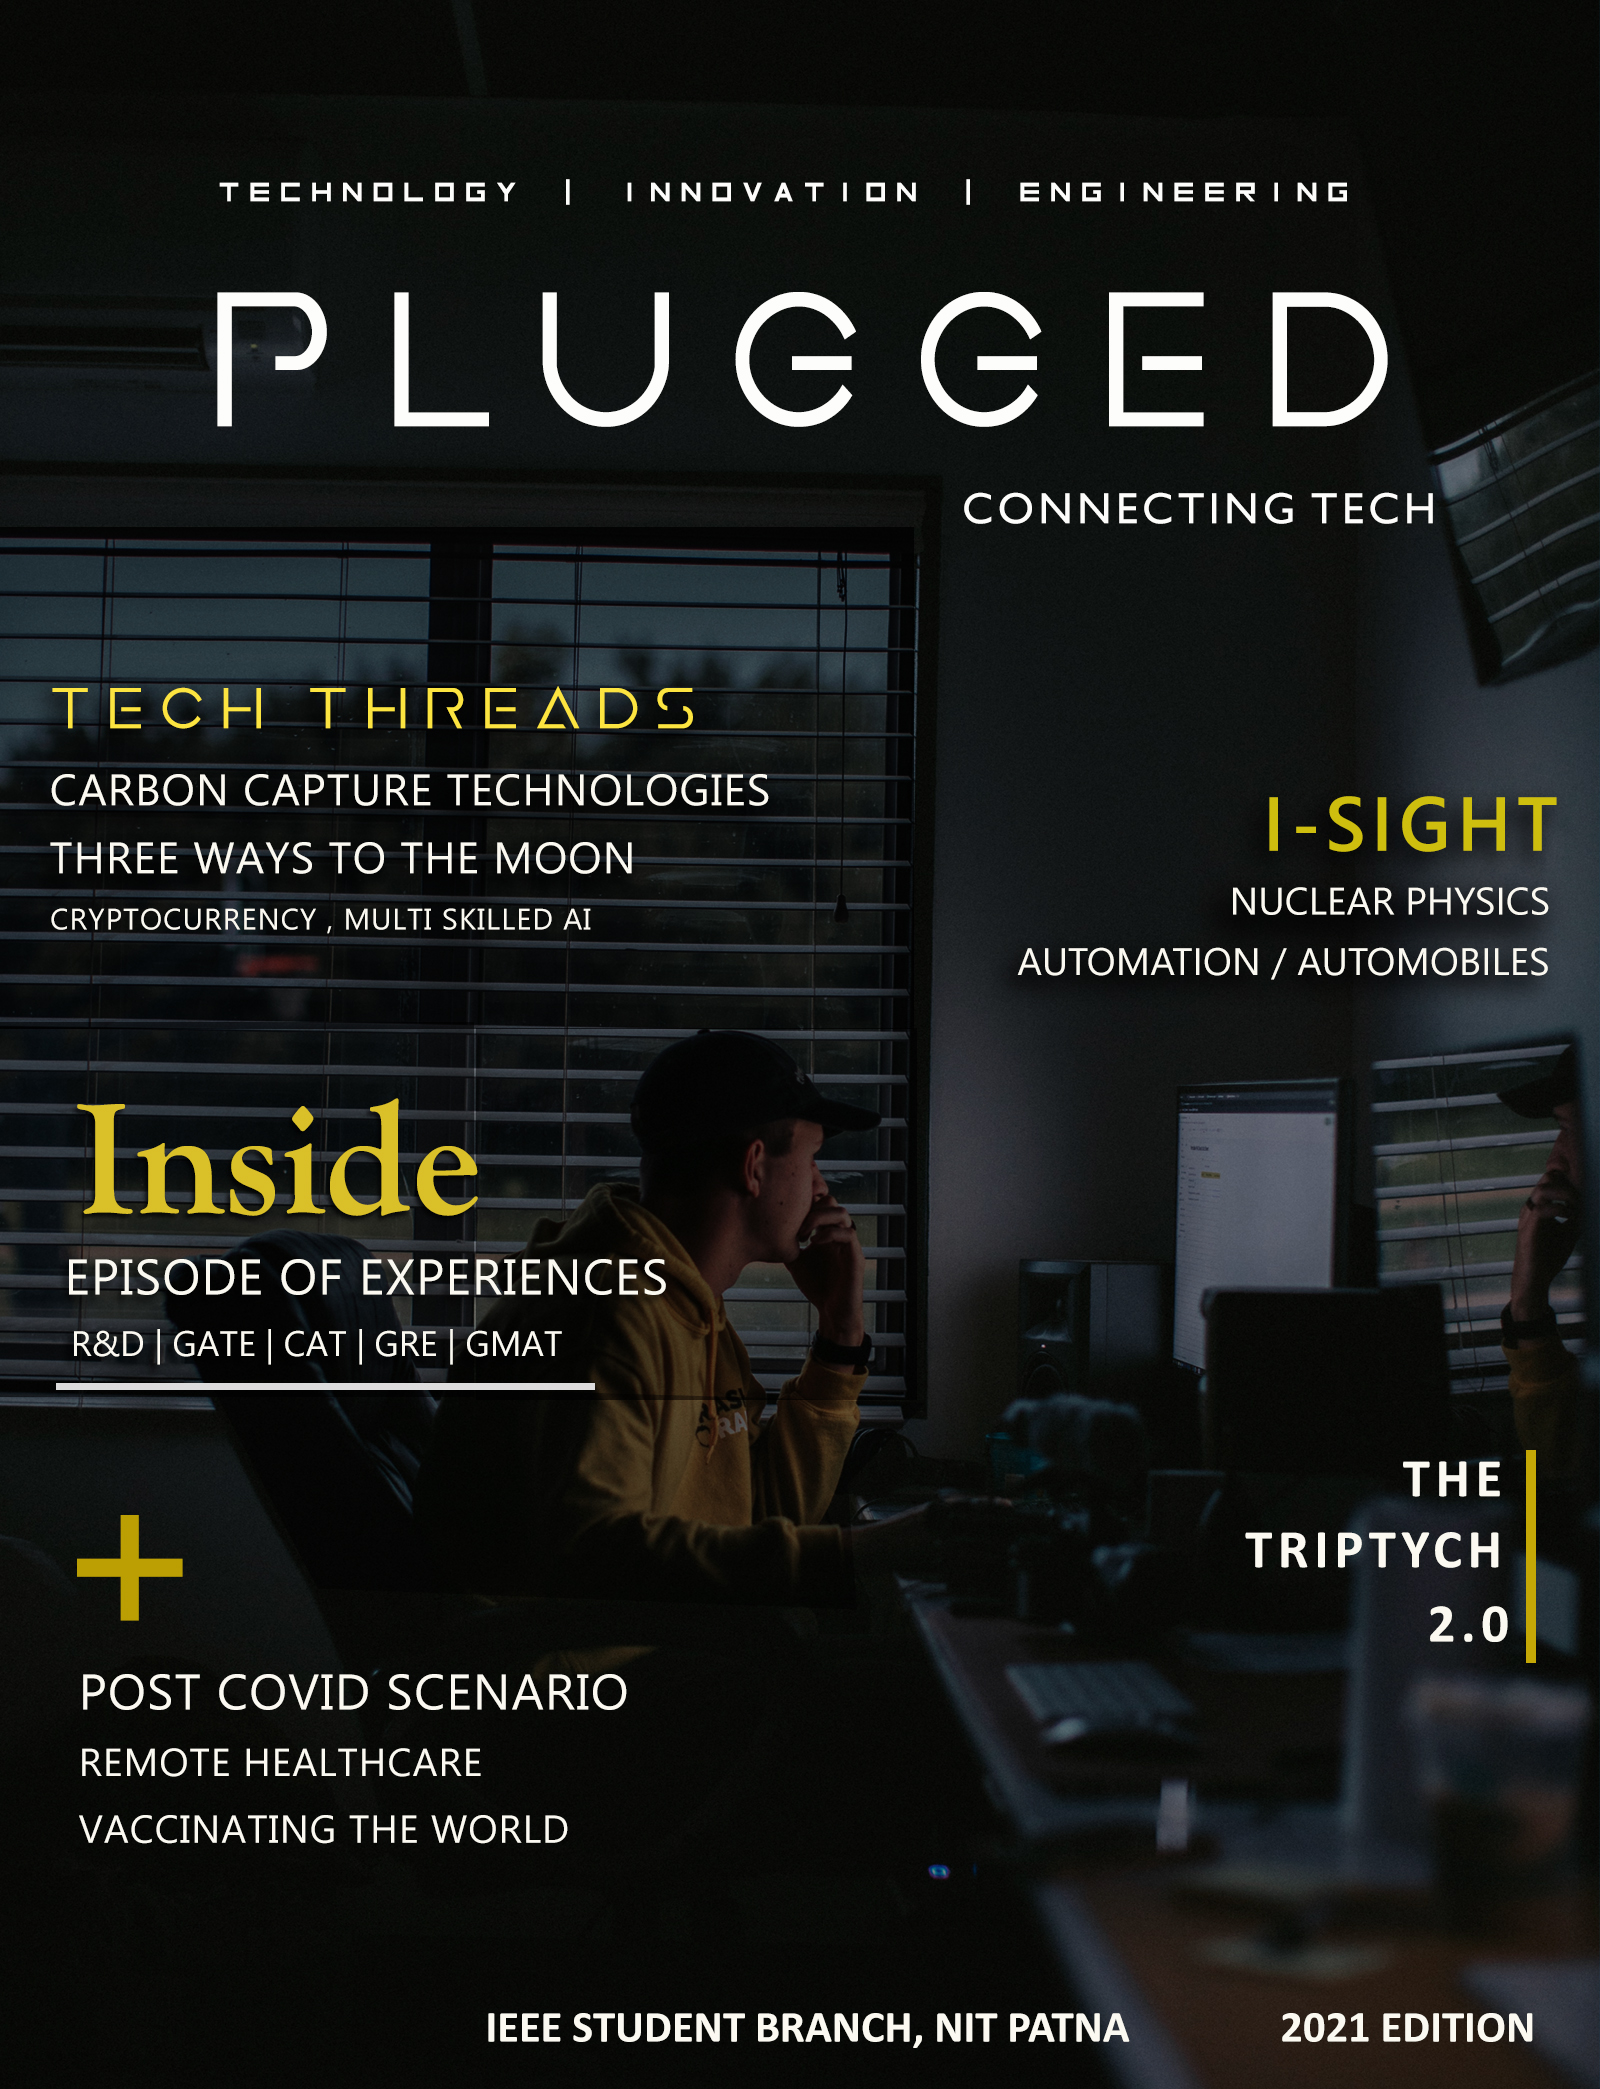 TECHNOLOGY | INNOVATION | ENGINEERING
PLUGGED
CONNECTING TECH
TECH THREADS
CARBON CAPTURE TECHNOLOGIES
THREE WAYS TO THE MOON
CRYPTOCURRENCY , MULTI SKILLED AI
I-SIGHT
NUCLEAR PHYSICS
AUTOMATION / AUTOMOBILES
Inside
EPISODE OF EXPERIENCES
R&D | GATE | CAT | GRE | GMAT
THE
TRIPTYCH
2.0
+
POST COVID SCENARIO
REMOTE HEALTHCARE
VACCINATING THE WORLD
IEEE STUDENT BRANCH, NIT PATNA
2021 EDITION